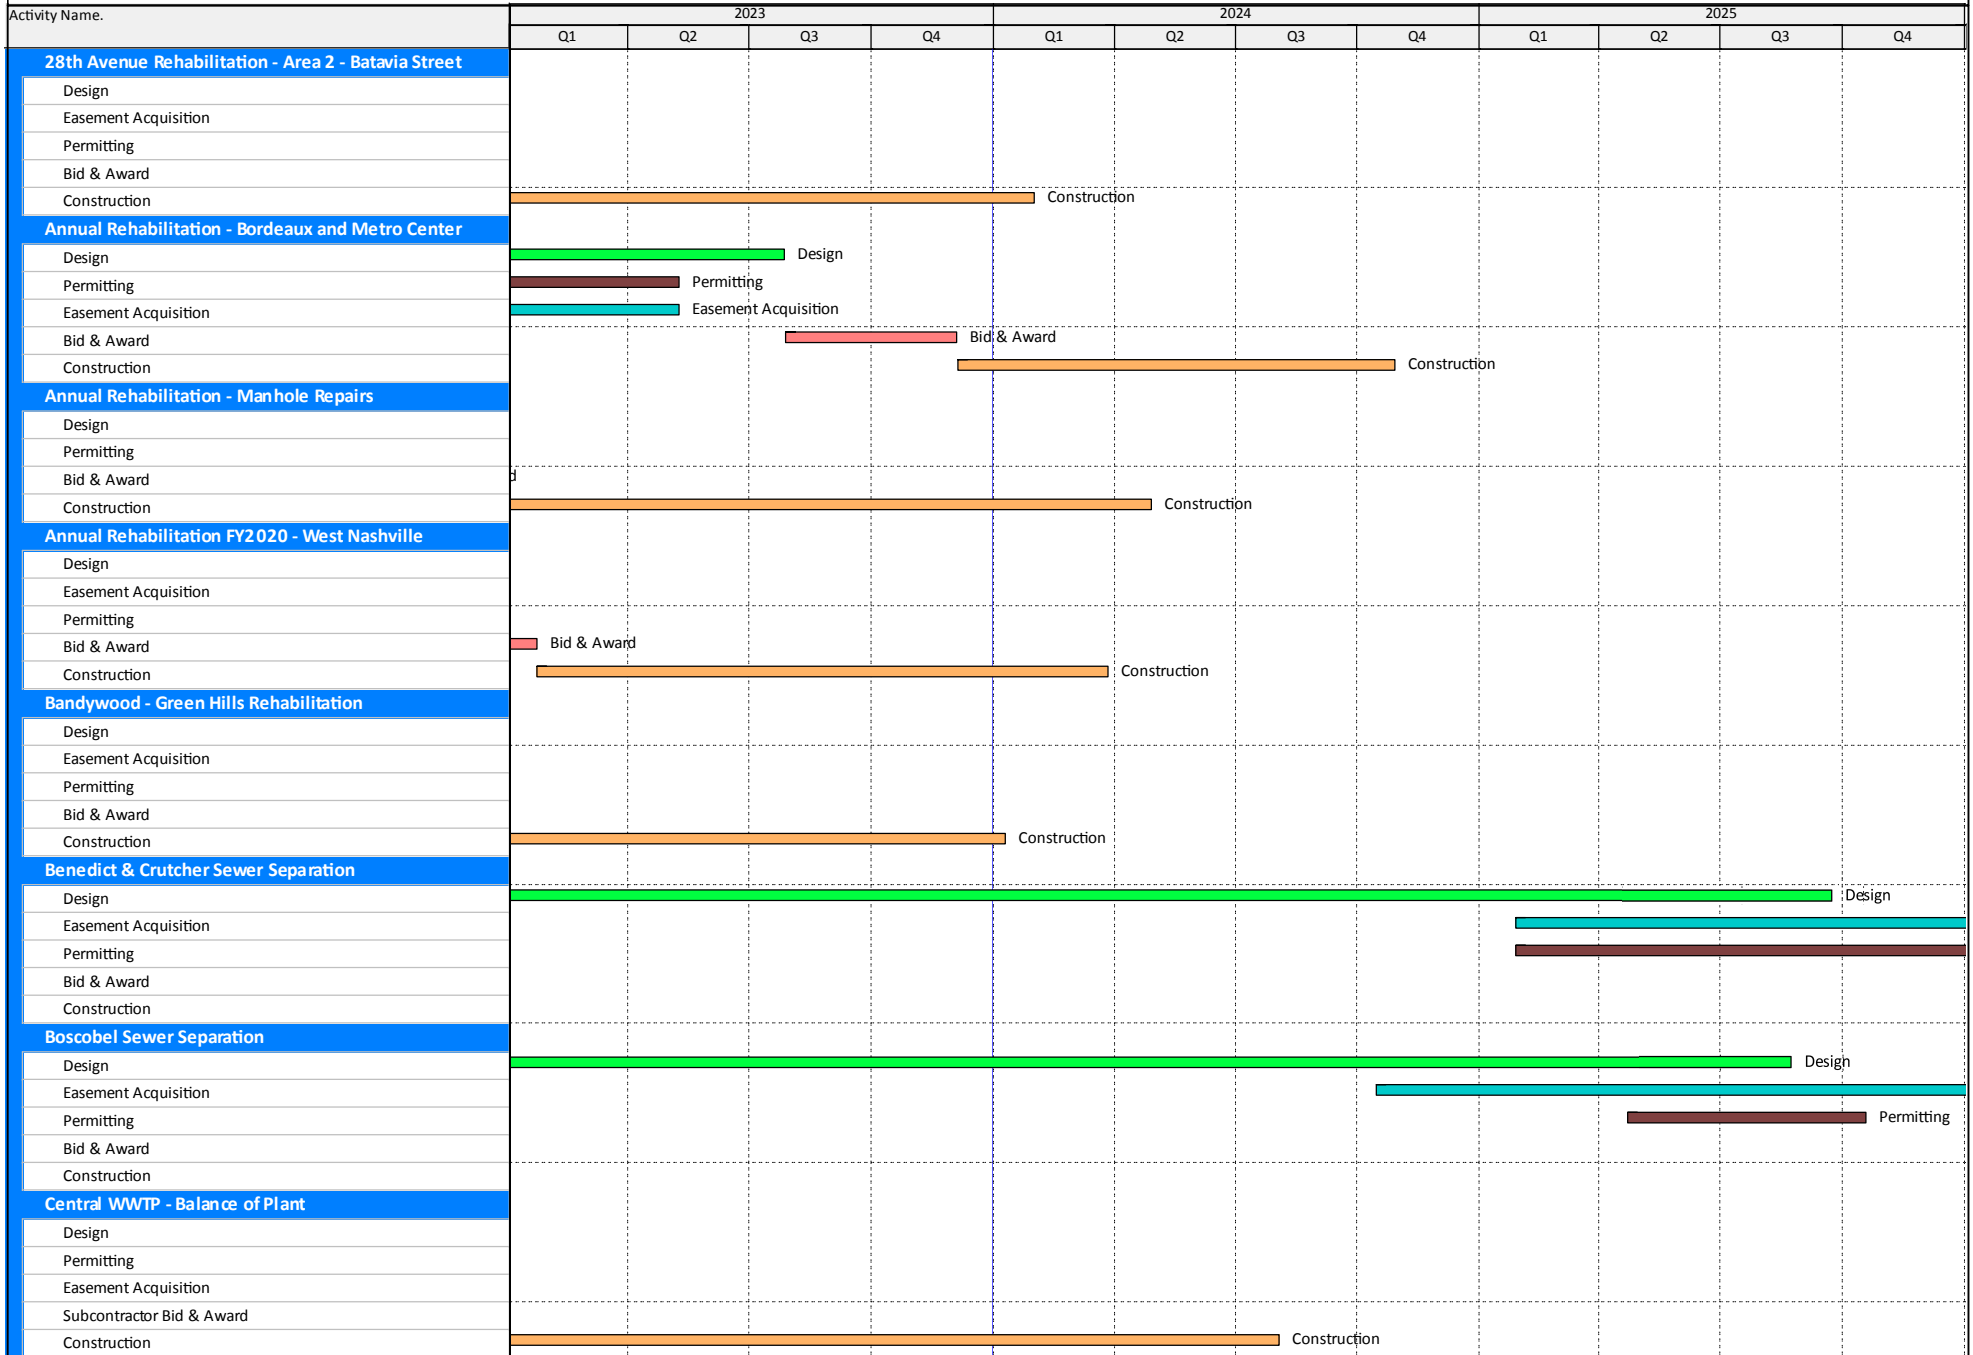 Activity Name.
2023 2024 2025
Q1 Q2 Q3 Q4 Q1 Q2 Q3 Q4 Q1 Q2 Q3 Q4
28th Avenue Rehabilitation - Area 2 - Batavia Street
Design
Easement Acquisition
Permitting
Bid & Award
Construction Construction
Annual Rehabilitation - Bordeaux and Metro Center
Design Design
Permitting Permitting
Easement Acquisition Easement Acquisition
Bid & Award Bid & Award
Construction Construction
Annual Rehabilitation - Manhole Repairs
Design
Permitting
Bid & Award d
Construction Construction
Annual Rehabilitation FY2020 - West Nashville
Design
Easement Acquisition
Permitting
Bid & Award Bid & Award
Construction Construction
Bandywood - Green Hills Rehabilitation
Design
Easement Acquisition
Permitting
Bid & Award
Construction Construction
Benedict & Crutcher Sewer Separation
Design Design
Easement Acquisition
Permitting
Bid & Award
Construction
Boscobel Sewer Separation
Design Design
Easement Acquisition
Permitting Permitting
Bid & Award
Construction
Central WWTP - Balance of Plant
Design
Permitting
Easement Acquisition
Subcontractor Bid & Award
Construction Construction